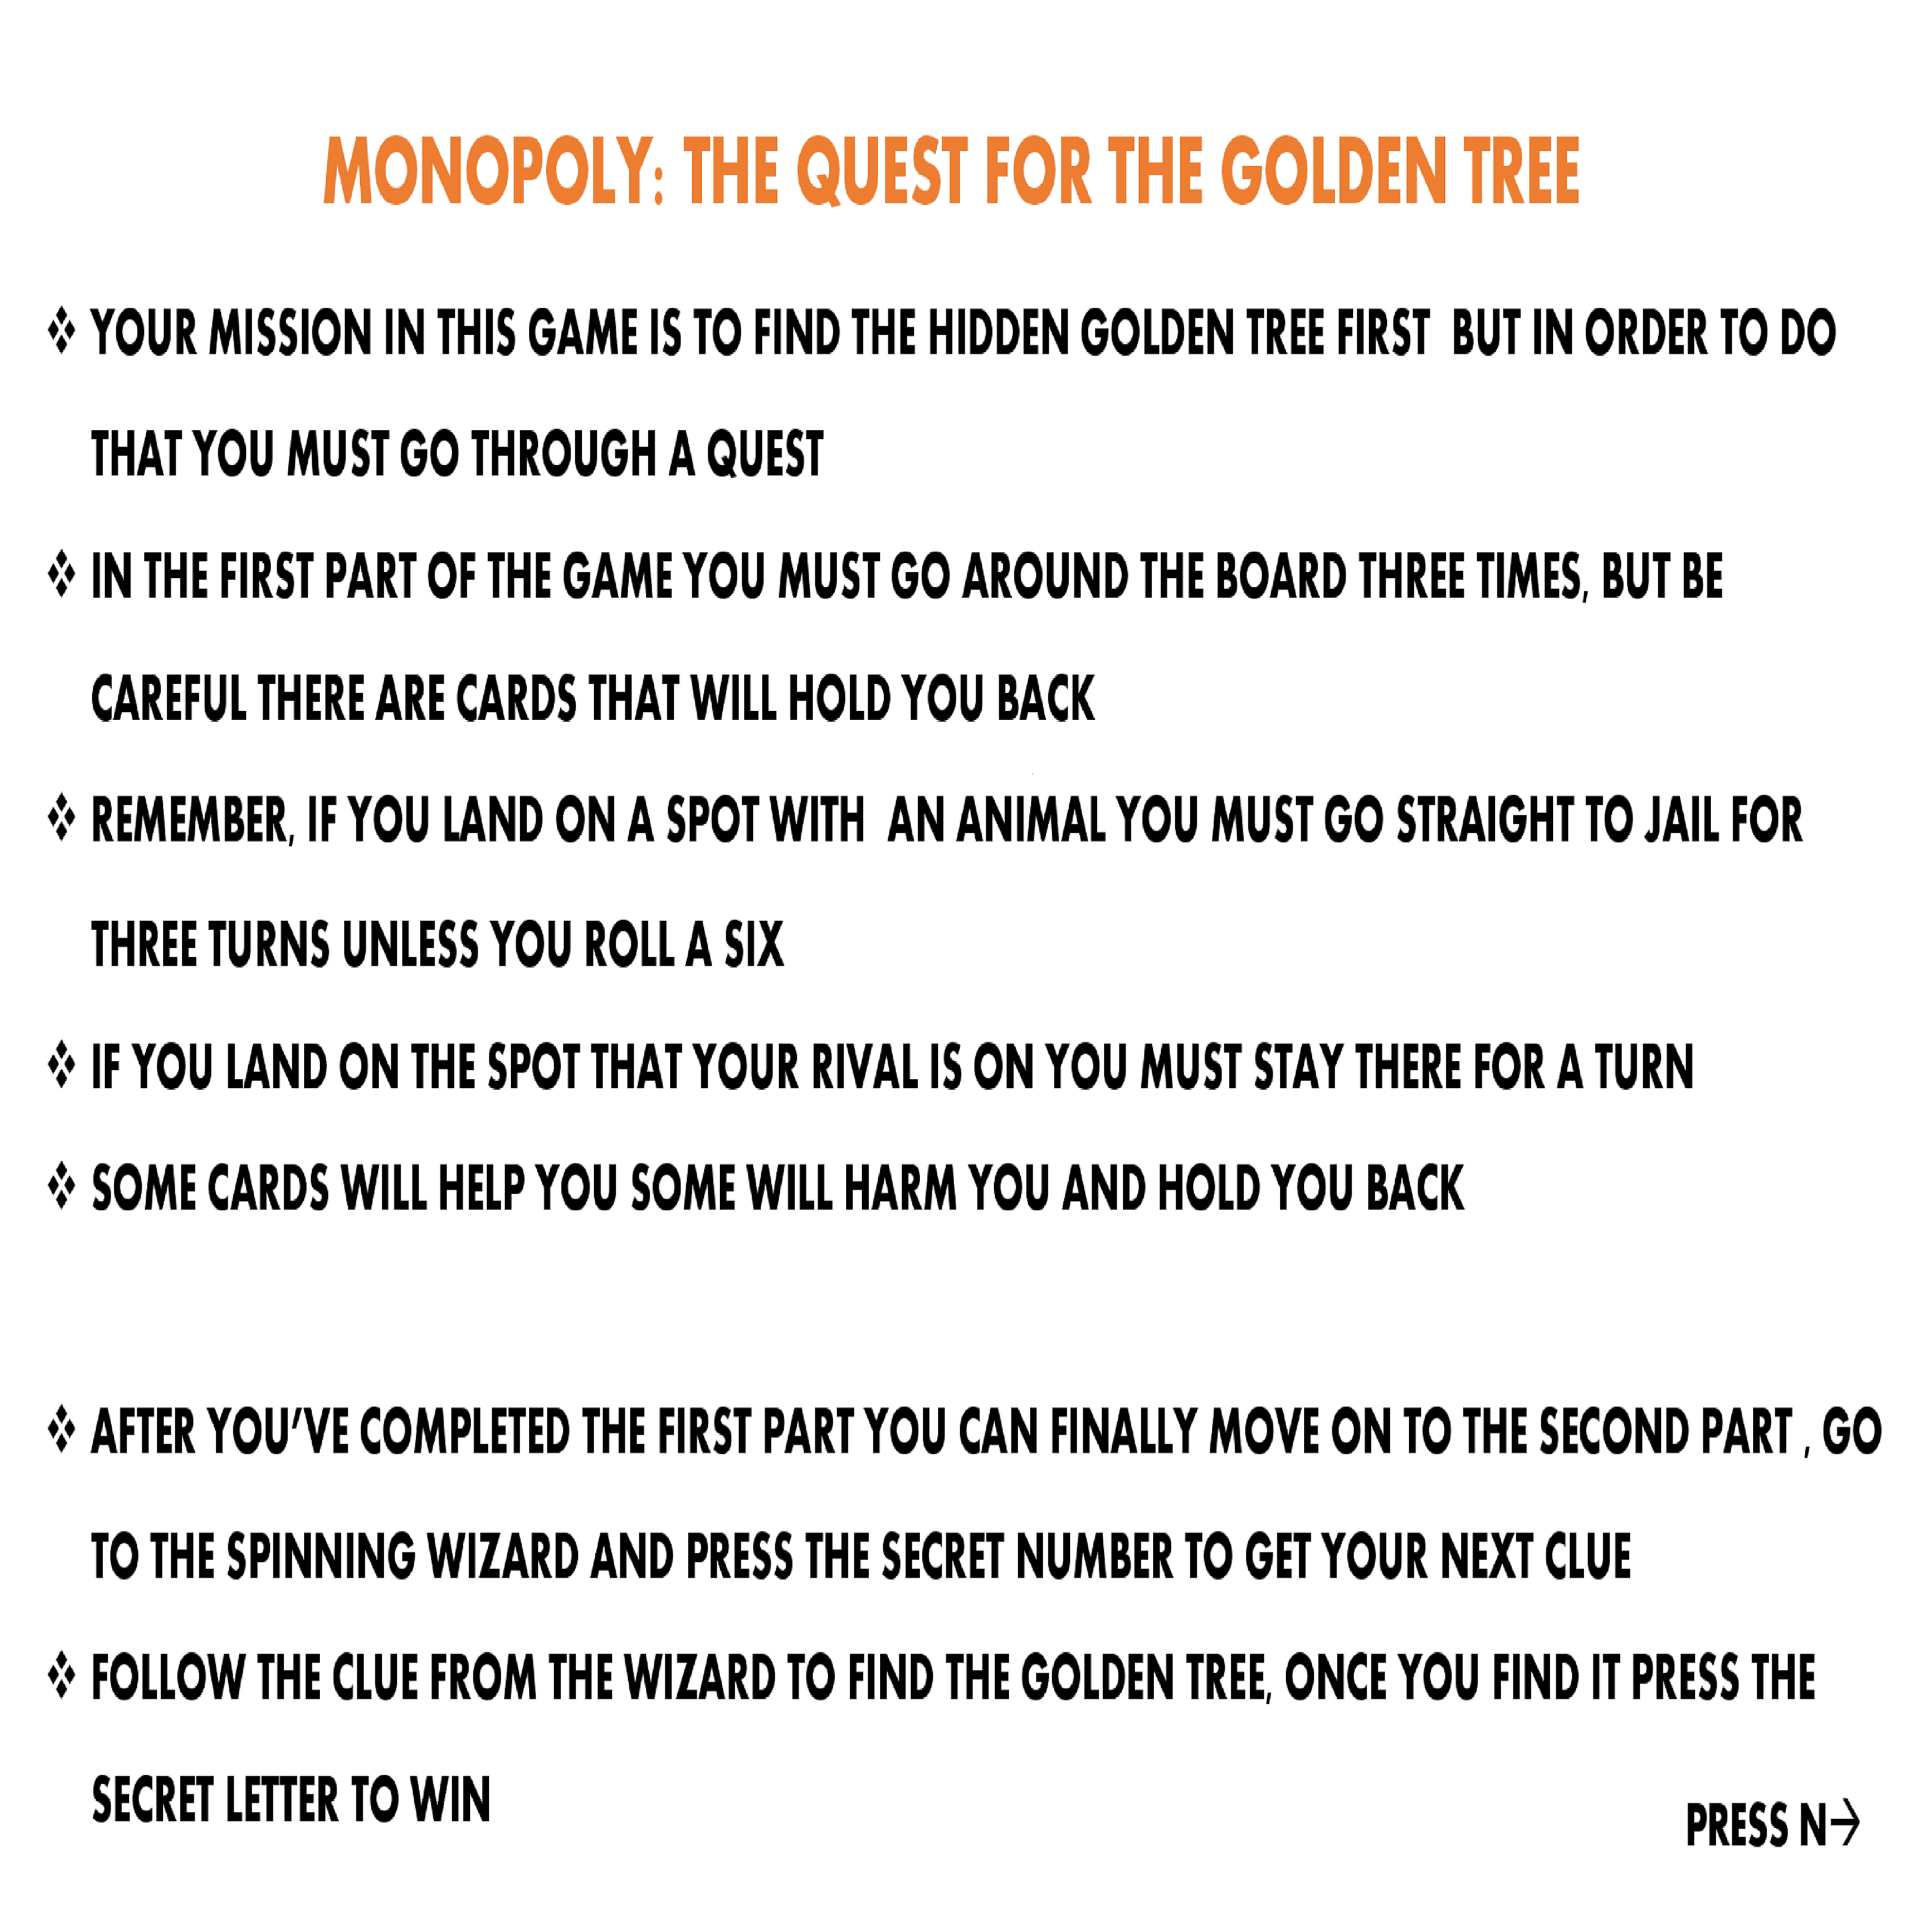 MONOPOLY: THE QUEST FOR THE GOLDEN TREE
❖ YOUR MISSION IN THIS GAME IS TO FIND THE HIDDEN GOLDEN TREE FIRST  BUT IN ORDER TO DO
THAT YOU MUST GO THROUGH A QUEST
❖ IN THE FIRST PART OF THE GAME YOU MUST GO AROUND THE BOARD THREE TIMES, BUT BE
CAREFUL THERE ARE CARDS THAT WILL HOLD YOU BACK
❖ REMEMBER, IF YOU LAND ON A SPOT WITH  AN ANIMAL YOU MUST GO STRAIGHT TO JAIL FOR
THREE TURNS UNLESS YOU ROLL A SIX
❖ IF YOU LAND ON THE SPOT THAT YOUR RIVAL IS ON YOU MUST STAY THERE FOR A TURN
❖ SOME CARDS WILL HELP YOU SOME WILL HARM YOU AND HOLD YOU BACK
❖ AFTER YOU'VE COMPLETED THE FIRST PART YOU CAN FINALLY MOVE ON TO THE SECOND PART , GO
TO THE SPINNING WIZARD AND PRESS THE SECRET NUMBER TO GET YOUR NEXT CLUE
❖ FOLLOW THE CLUE FROM THE WIZARD TO FIND THE GOLDEN TREE, ONCE YOU FIND IT PRESS THE
SECRET LETTER TO WIN
PRESS N→